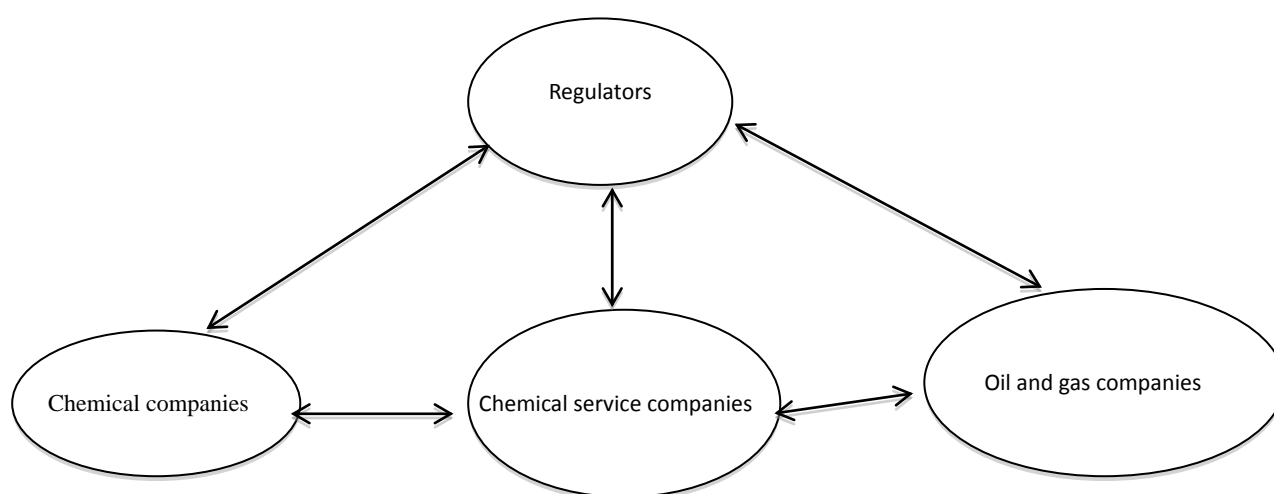 Regulators
Oil and gas companies
Chemical companies
Chemical service companies